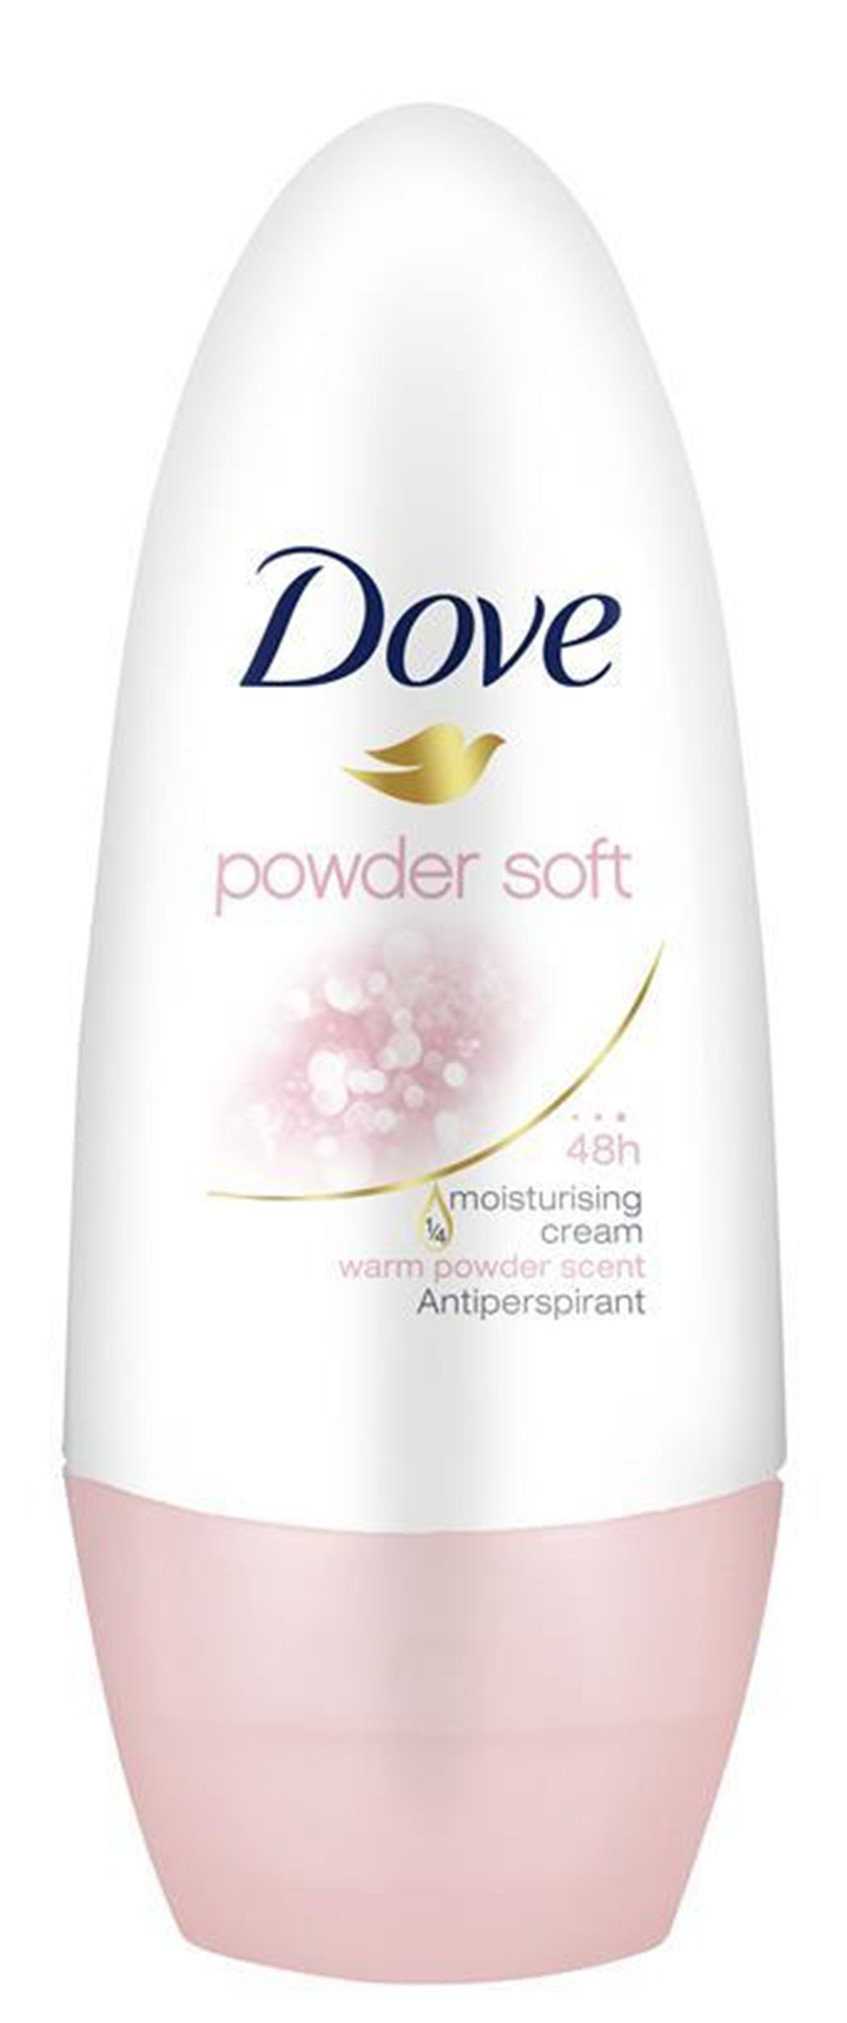 Dove
powder soft
48h
moisturising
¼
cream
warm powder scent
Antiperspirant